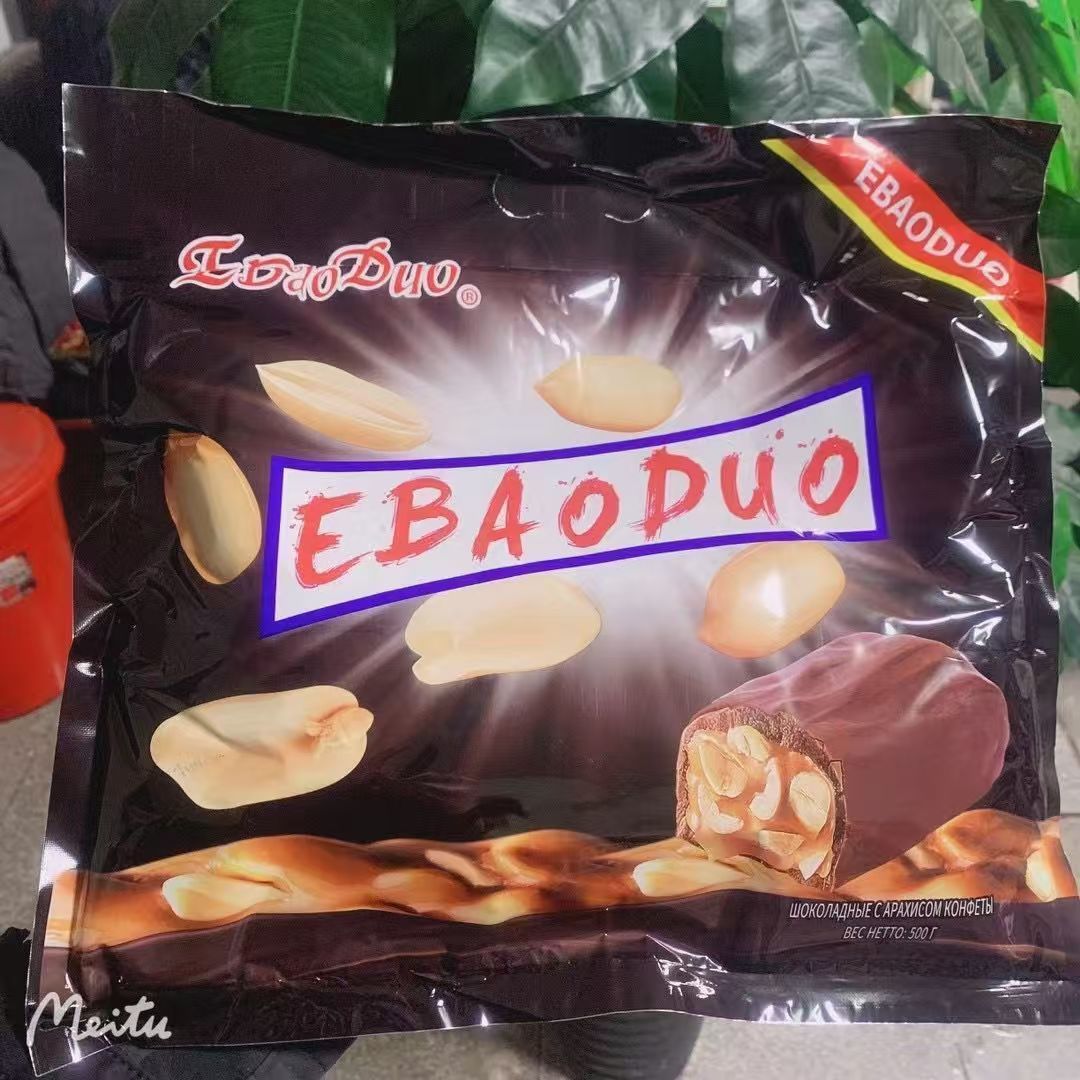 EBAODUO
EBaoDuo®
EBAODUO
ШОКОЛАДНЫЕ С АРАХИСОМ КОНФЕТЫ
ВЕС НЕТТО: 500 Г
Meitu